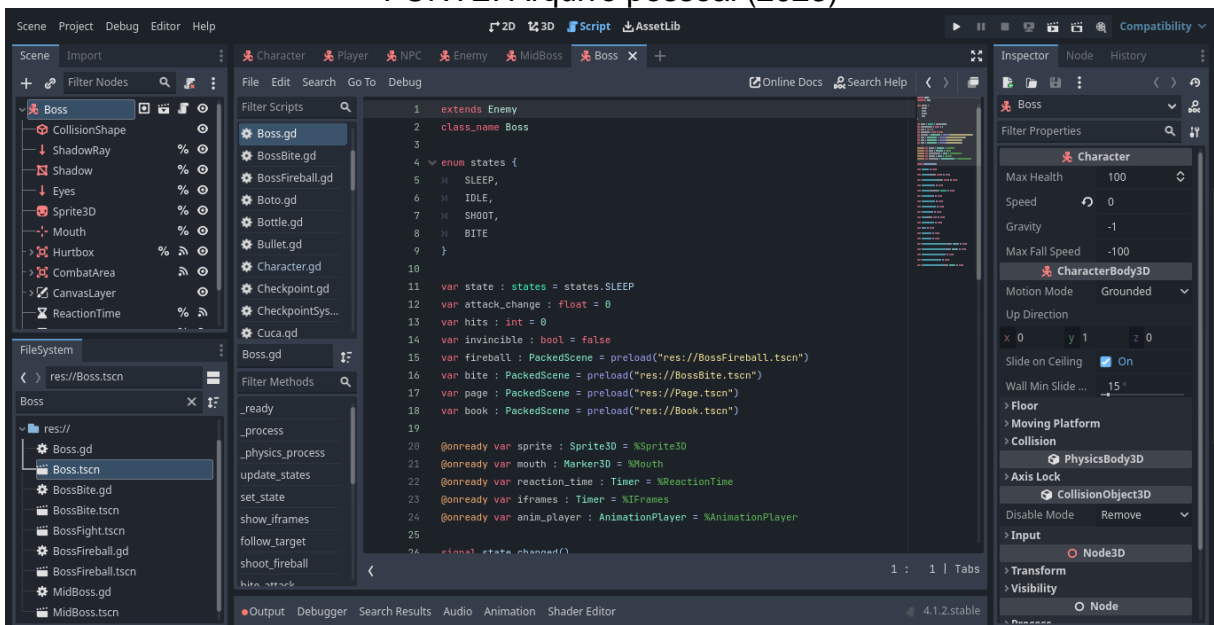 FONTE: Arquivo pessoal (2023)
Scene Project Debug Editor Help
2D 3D Script AssetLib
Compatibility
Scene Import
Filter Nodes
Boss
CollisionShape
ShadowRay
Shadow
Eyes
Sprite3D
Mouth
Hurtbox
CombatArea
CanvasLayer
ReactionTime
FileSystem
res://Boss.tscn
Boss
res://
Boss.gd
Boss.tscn
BossBite.gd
BossBite.tscn
BossFight.tscn
BossFireball.gd
BossFireball.tscn
MidBoss.gd
MidBoss.tscn
Character Player NPC Enemy MidBoss Boss
File Edit Search Go To Debug
Online Docs Search Help
Filter Scripts
Boss.gd
BossBite.gd
BossFireball.gd
Boto.gd
Bottle.gd
Bullet.gd
Character.gd
Checkpoint.gd
CheckpointSys...
Cuca.gd
Boss.gd
Filter Methods
_ready
_process
_physics_process
update_states
set_state
show_iframes
follow_target
shoot_fireball
bite_attack
1 extends Enemy
2 class_name Boss
3
4 enum states {
5 SLEEP,
6 IDLE,
7 SHOOT,
8 BITE
9 }
10
11 var state : states = states.SLEEP
12 var attack_change : float = 0
13 var hits : int = 0
14 var invincible : bool = false
15 var fireball : PackedScene = preload("res://BossFireball.tscn")
16 var bite : PackedScene = preload("res://BossBite.tscn")
17 var page : PackedScene = preload("res://Page.tscn")
18 var book : PackedScene = preload("res://Book.tscn")
19
20 @onready var sprite : Sprite3D = %Sprite3D
21 @onready var mouth : Marker3D = %Mouth
22 @onready var reaction_time : Timer = %ReactionTime
23 @onready var iframes : Timer = %IFrames
24 @onready var anim_player : AnimationPlayer = %AnimationPlayer
25
26 signal state_changed()
1 : 1 | Tabs
Output Debugger Search Results Audio Animation Shader Editor
4.1.2.stable
Inspector Node History
Boss
Filter Properties
Character
Max Health 100
Speed 0
Gravity -1
Max Fall Speed -100
CharacterBody3D
Motion Mode Grounded
Up Direction
x 0 y 1 z 0
Slide on Ceiling On
Wall Min Slide ... 15 °
Floor
Moving Platform
Collision
PhysicsBody3D
Axis Lock
CollisionObject3D
Disable Mode Remove
Input
Node3D
Transform
Visibility
Node
Process